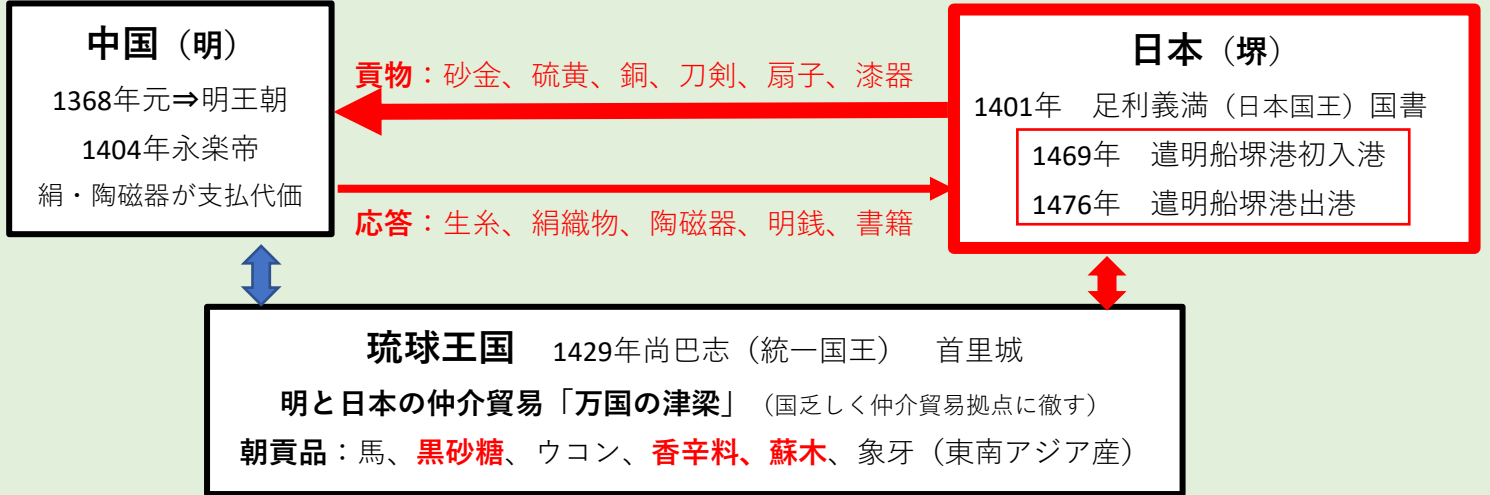 中国（明）
1368年元⇒明王朝
1404年永楽帝
絹・陶磁器が支払代価
貢物：砂金、硫黄、銅、刀剣、扇子、漆器
応答：生糸、絹織物、陶磁器、明銭、書籍
日本（堺）
1401年　足利義満（日本国王）国書
1469年　遣明船堺港初入港
1476年　遣明船堺港出港
琉球王国　1429年尚巴志（統一国王）　首里城
明と日本の仲介貿易「万国の津梁」（国乏しく仲介貿易拠点に徹す）
朝貢品：馬、黒砂糖、ウコン、香辛料、蘇木、象牙（東南アジア産）